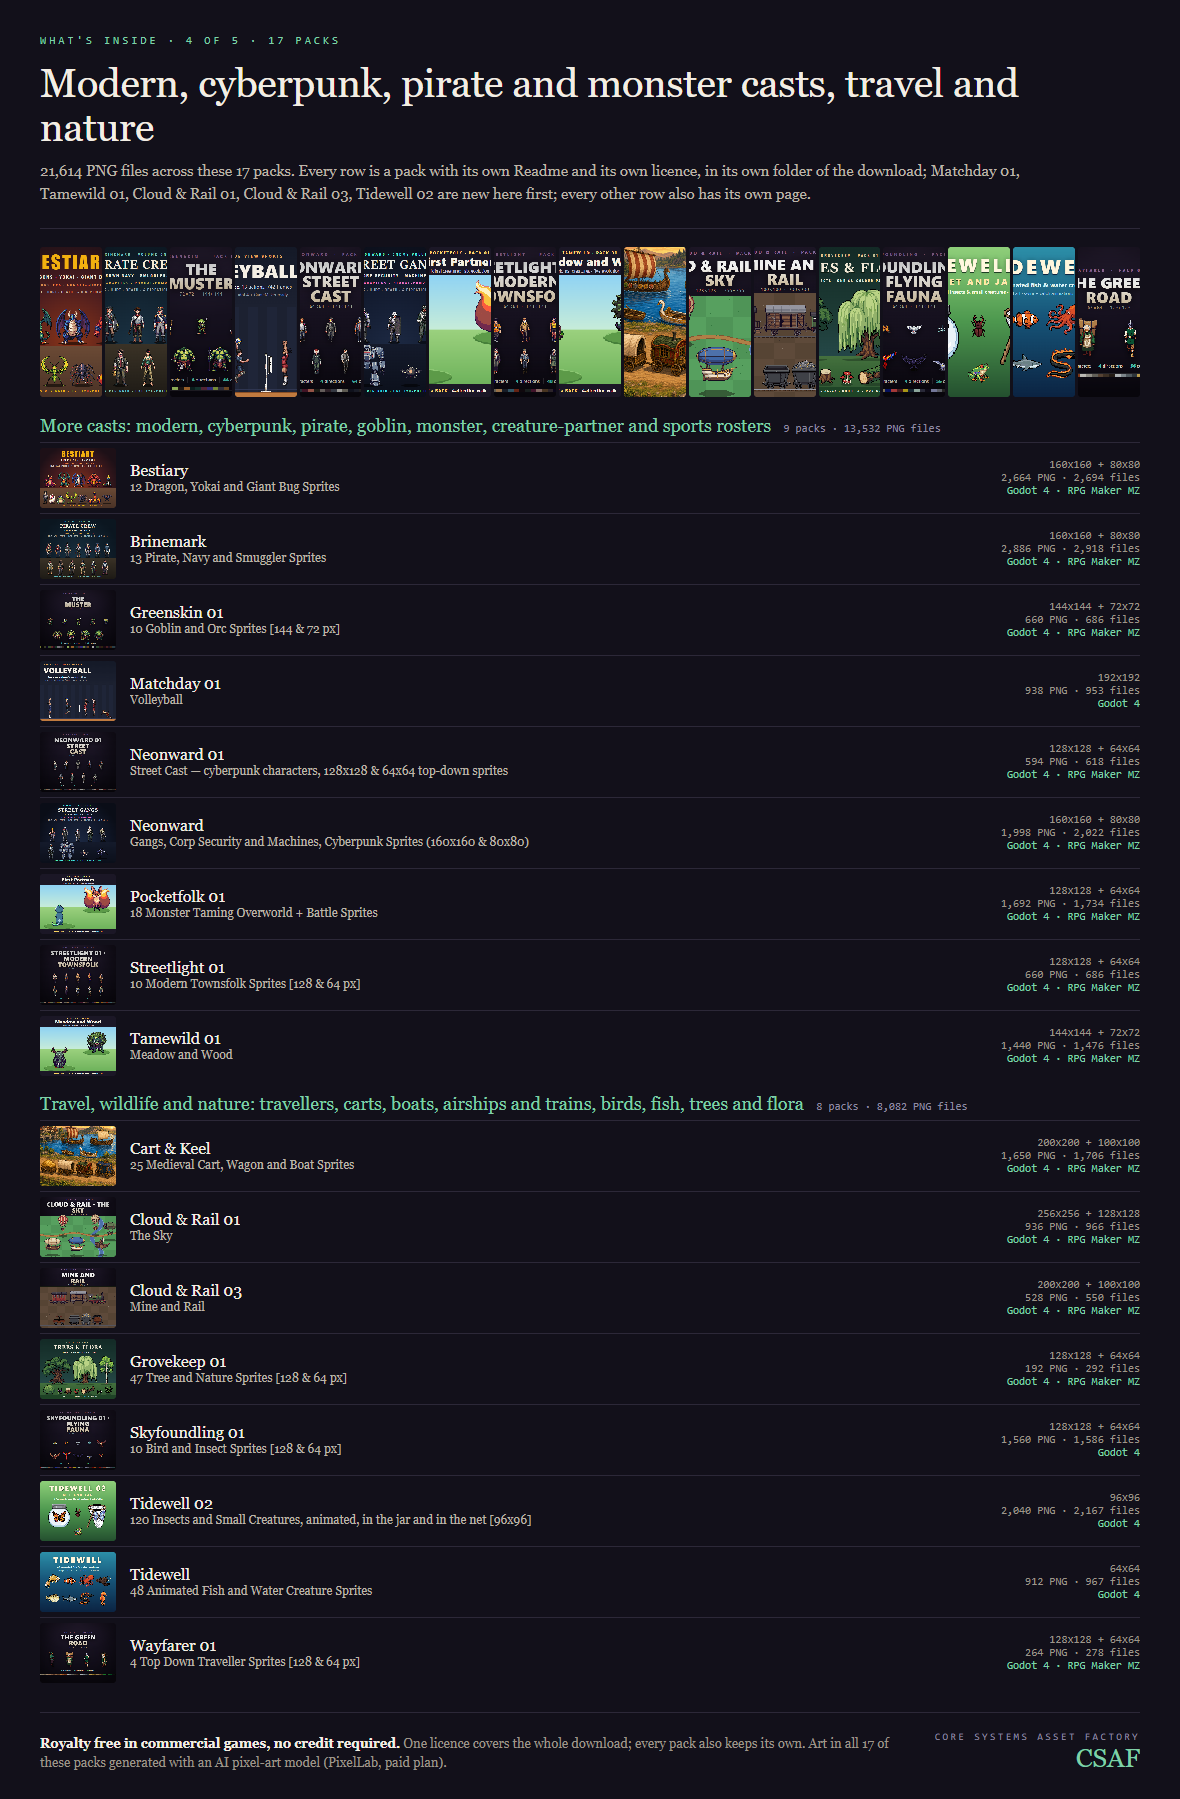 WHAT'S INSIDE · 4 OF 5 · 17 PACKS
Modern, cyberpunk, pirate and monster casts, travel and
nature
21,614 PNG files across these 17 packs. Every row is a pack with its own Readme and its own licence, in its own folder of the download; Matchday 01,
Tamewild 01, Cloud & Rail 01, Cloud & Rail 03, Tidewell 02 are new here first; every other row also has its own page.
More casts: modern, cyberpunk, pirate, goblin, monster, creature-partner and sports rosters 9 packs · 13,532 PNG files
Bestiary
12 Dragon, Yokai and Giant Bug Sprites
160x160 + 80x80
2,664 PNG · 2,694 files
Godot 4 · RPG Maker MZ
Brinemark
13 Pirate, Navy and Smuggler Sprites
160x160 + 80x80
2,886 PNG · 2,918 files
Godot 4 · RPG Maker MZ
Greenskin 01
10 Goblin and Orc Sprites [144 & 72 px]
144x144 + 72x72
660 PNG · 686 files
Godot 4 · RPG Maker MZ
VOLLEYBALL
Matchday 01
Volleyball
192x192
938 PNG · 953 files
Godot 4
Neonward 01
Street Cast — cyberpunk characters, 128x128 & 64x64 top-down sprites
128x128 + 64x64
594 PNG · 618 files
Godot 4 · RPG Maker MZ
Neonward
Gangs, Corp Security and Machines, Cyberpunk Sprites (160x160 & 80x80)
160x160 + 80x80
1,998 PNG · 2,022 files
Godot 4 · RPG Maker MZ
Pocketfolk 01
18 Monster Taming Overworld + Battle Sprites
128x128 + 64x64
1,692 PNG · 1,734 files
Godot 4 · RPG Maker MZ
Streetlight 01
10 Modern Townsfolk Sprites [128 & 64 px]
128x128 + 64x64
660 PNG · 686 files
Godot 4 · RPG Maker MZ
Tamewild 01
Meadow and Wood
144x144 + 72x72
1,440 PNG · 1,476 files
Godot 4 · RPG Maker MZ
Travel, wildlife and nature: travellers, carts, boats, airships and trains, birds, fish, trees and flora 8 packs · 8,082 PNG files
Cart & Keel
25 Medieval Cart, Wagon and Boat Sprites
200x200 + 100x100
1,650 PNG · 1,706 files
Godot 4 · RPG Maker MZ
CLOUD & RAIL - THE
SKY
Cloud & Rail 01
The Sky
256x256 + 128x128
936 PNG · 966 files
Godot 4 · RPG Maker MZ
MINE AND
RAIL
Cloud & Rail 03
Mine and Rail
200x200 + 100x100
528 PNG · 550 files
Godot 4 · RPG Maker MZ
TREES & FLORA
Grovekeep 01
47 Tree and Nature Sprites [128 & 64 px]
128x128 + 64x64
192 PNG · 292 files
Godot 4 · RPG Maker MZ
Skyfoundling 01
10 Bird and Insect Sprites [128 & 64 px]
128x128 + 64x64
1,560 PNG · 1,586 files
Godot 4
TIDEWELL 02
Tidewell 02
120 Insects and Small Creatures, animated, in the jar and in the net [96x96]
96x96
2,040 PNG · 2,167 files
Godot 4
TIDEWELL
Tidewell
48 Animated Fish and Water Creature Sprites
64x64
912 PNG · 967 files
Godot 4
THE GREEN
ROAD
Wayfarer 01
4 Top Down Traveller Sprites [128 & 64 px]
128x128 + 64x64
264 PNG · 278 files
Godot 4 · RPG Maker MZ
Royalty free in commercial games, no credit required. One licence covers the whole download; every pack also keeps its own. Art in all 17 of
these packs generated with an AI pixel-art model (PixelLab, paid plan).
CORE SYSTEMS ASSET FACTORY
CSAF